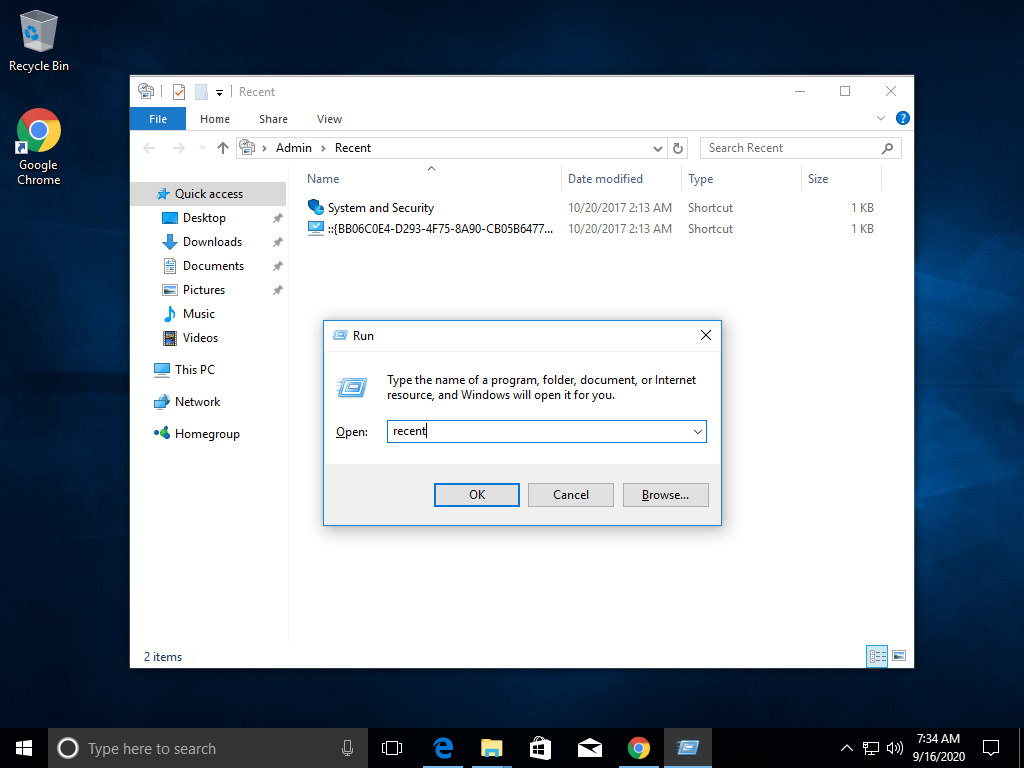 Recycle Bin
Google
Chrome
Recent
File
Home
Share
View
Admin
Recent
Search Recent
Name
Date modified
Type
Size
System and Security
10/20/2017 2:13 AM
Shortcut
1 KB
::{BB06C0E4-D293-4F75-8A90-CB05B6477...
10/20/2017 2:13 AM
Shortcut
1 KB
Quick access
Desktop
Downloads
Documents
Pictures
Music
Videos
This PC
Network
Homegroup
Run
Type the name of a program, folder, document, or Internet
resource, and Windows will open it for you.
Open:
recent
OK
Cancel
Browse...
2 items
Type here to search
7:34 AM
9/16/2020